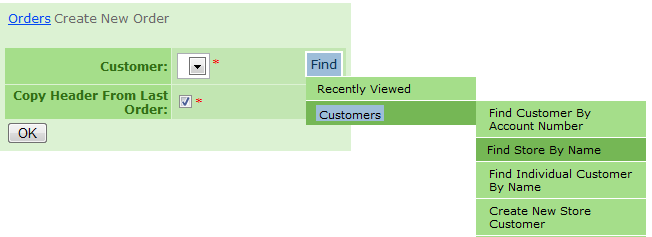 Orders Create New Order
Customer: * Find
Recently Viewed
Copy Header From Last
Order: *
Customers
OK
Find Customer By
Account Number
Find Store By Name
Find Individual Customer
By Name
Create New Store
Customer